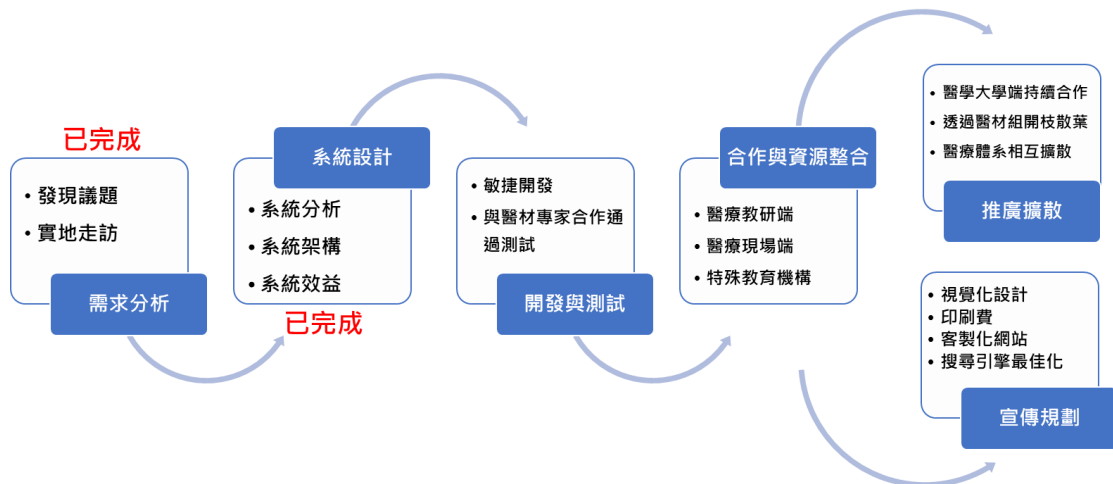 已完成
• 發現議題
• 實地走訪
需求分析
系統設計
• 系統分析
• 系統架構
• 系統效益
已完成
• 敏捷開發
• 與醫材專家合作通
過測試
開發與測試
合作與資源整合
• 醫療教研端
• 醫療現場端
• 特殊教育機構
• 醫學大學端持續合作
• 透過醫材組開枝散葉
• 醫療體系相互擴散
推廣擴散
• 視覺化設計
• 印刷費
• 客製化網站
• 搜尋引擎最佳化
宣傳規劃